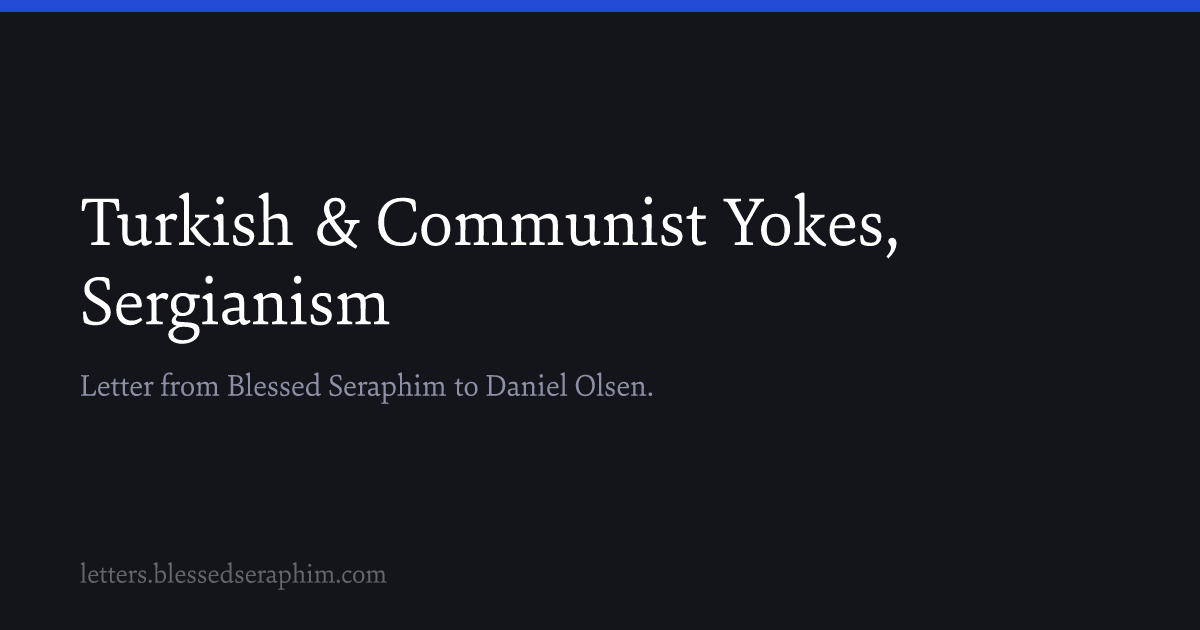 Turkish & Communist Yokes,
Sergianism
Letter from Blessed Seraphim to Daniel Olsen.
letters.blessedseraphim.com